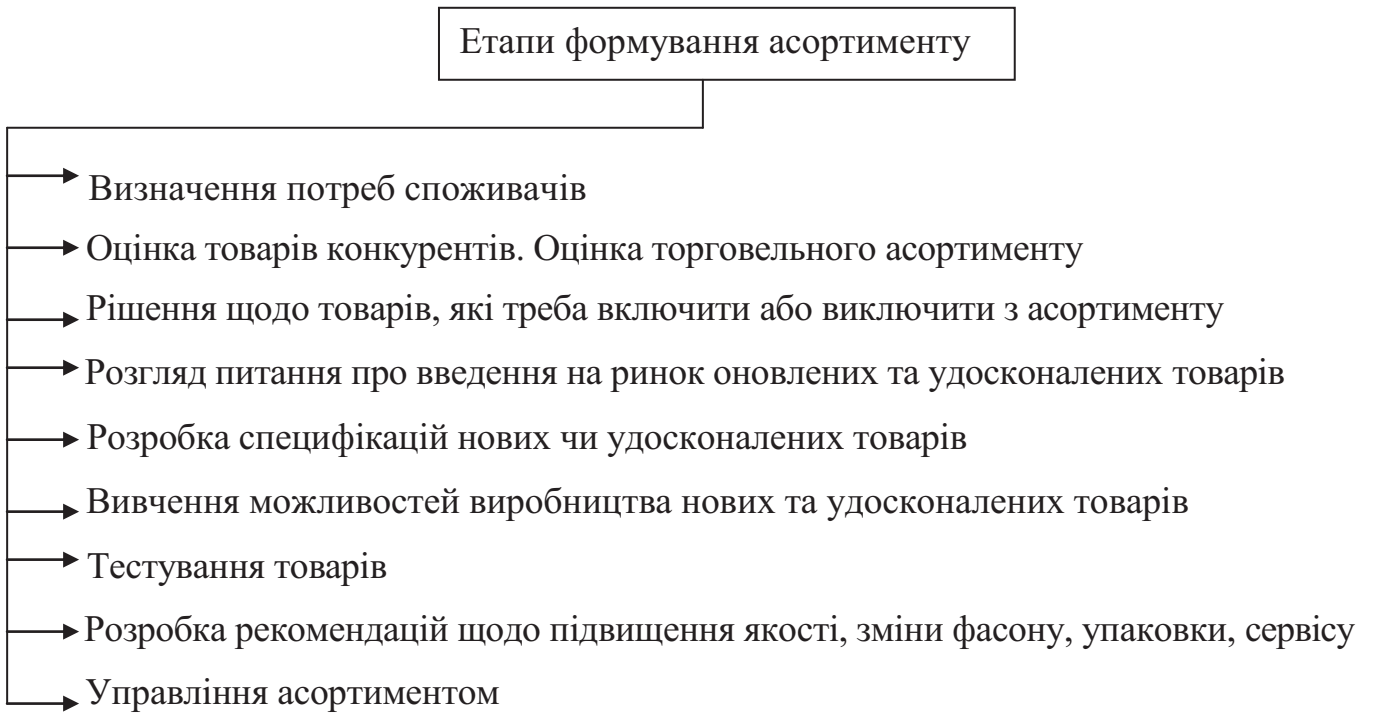 Етапи формування асортименту
Визначення потреб споживачів
Оцінка товарів конкурентів. Оцінка торговельного асортименту
Рішення щодо товарів, які треба включити або виключити з асортименту
Розгляд питання про введення на ринок оновлених та удосконалених товарів
Розробка специфікацій нових чи удосконалених товарів
Вивчення можливостей виробництва нових та удосконалених товарів
Тестування товарів
Розробка рекомендацій щодо підвищення якості, зміни фасону, упаковки, сервісу
Управління асортиментом